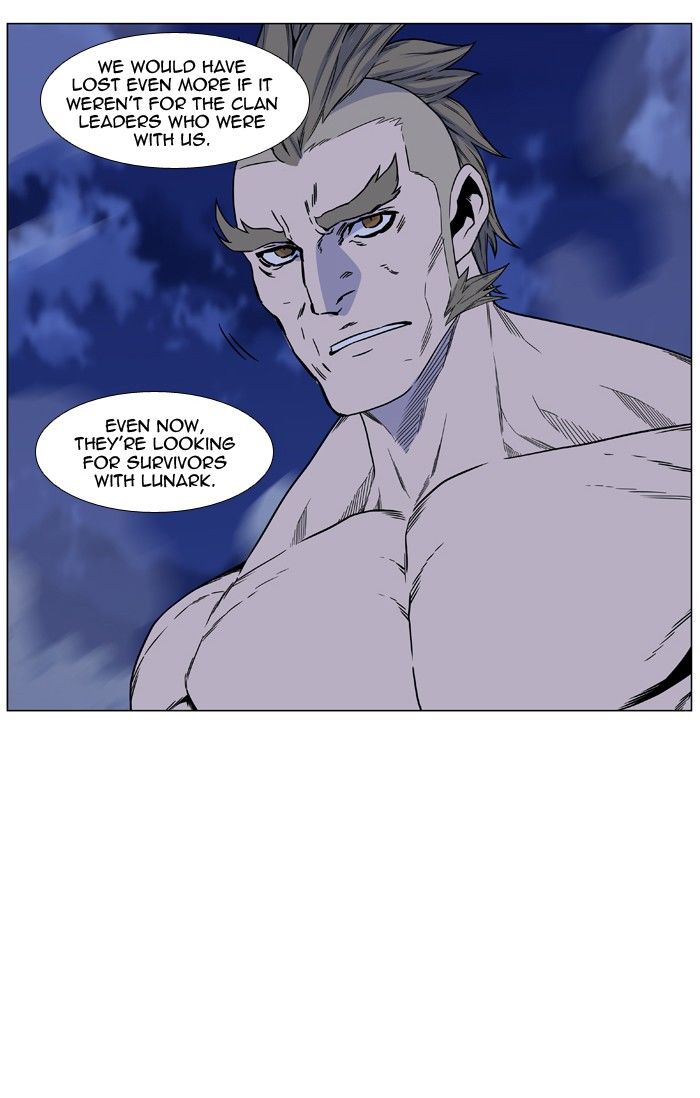 WE WOULD HAVE
LOST EVEN MORE IF IT
WEREN'T FOR THE CLAN
LEADERS WHO WERE
WITH US.
EVEN NOW,
THEY'RE LOOKING
FOR SURVIVORS
WITH LUNARK.